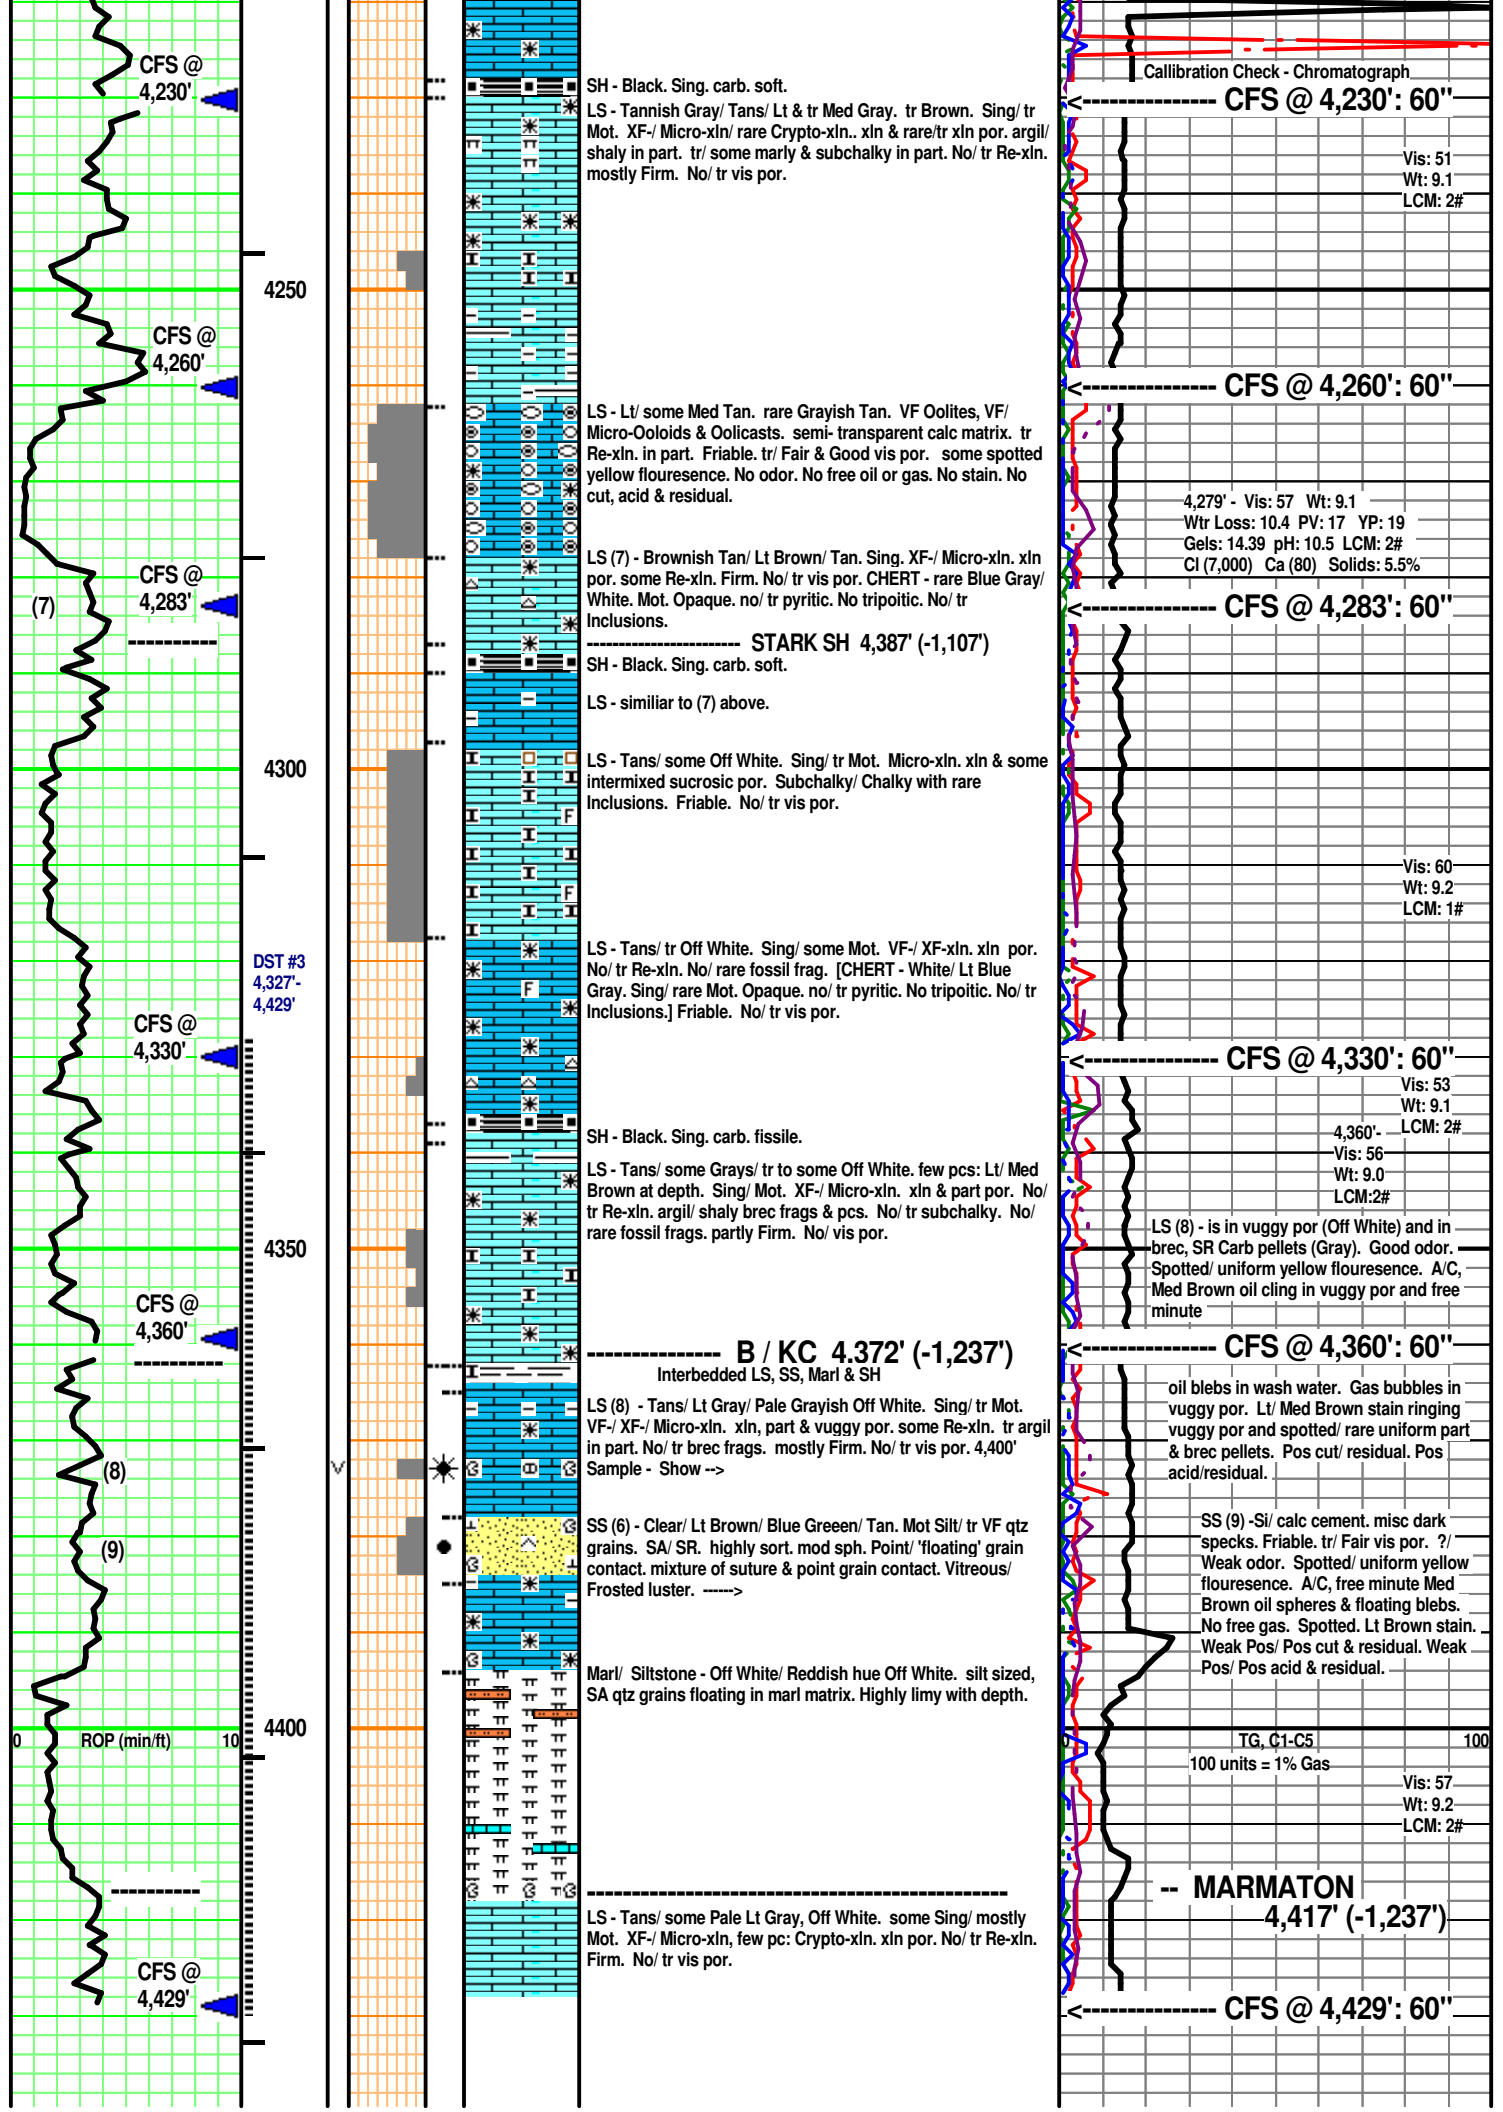 CFS @
4,230'
SH - Black. Sing. carb. soft.
LS - Tannish Gray/ Tans/ Lt & tr Med Gray. tr Brown. Sing/ tr
Mot. XF-/ Micro-xln/ rare Crypto-xln.. xln & rare/tr xln por. argil/
shaly in part. tr/ some marly & subchalky in part. No/ tr Re-xln.
mostly Firm. No/ tr vis por.
Callibration Check - Chromatograph
<-------------- CFS @ 4,230': 60"
Vis: 51
Wt: 9.1
LCM: 2#
4250
CFS @
4,260'
<-------------- CFS @ 4,260': 60"
LS - Lt/ some Med Tan. rare Grayish Tan. VF Oolites, VF/
Micro-Ooloids & Oolicasts. semi- transparent calc matrix. tr
Re-xln. in part. Friable. tr/ Fair & Good vis por. some spotted
yellow flouresence. No odor. No free oil or gas. No stain. No
cut, acid & residual.
4,279' - Vis: 57 Wt: 9.1
Wtr Loss: 10.4 PV: 17 YP: 19
Gels: 14.39 pH: 10.5 LCM: 2#
Cl (7,000) Ca (80) Solids: 5.5%
CFS @
4,283'
(7)
------------
LS (7) - Brownish Tan/ Lt Brown/ Tan. Sing. XF-/ Micro-xln. xln
por. some Re-xln. Firm. No/ tr vis por. CHERT - rare Blue Gray/
White. Mot. Opaque. no/ tr pyritic. No tripoitic. No/ tr
Inclusions.
<-------------- CFS @ 4,283': 60"
---------------------- STARK SH 4,387' (-1,107')
SH - Black. Sing. carb. soft.
LS - similiar to (7) above.
4300
LS - Tans/ some Off White. Sing/ tr Mot. Micro-xln. xln & some
intermixed sucrosic por. Subchalky/ Chalky with rare
Inclusions. Friable. No/ tr vis por.
Vis: 60
Wt: 9.2
LCM: 1#
DST #3
4,327'-
4,429'
LS - Tans/ tr Off White. Sing/ some Mot. VF-/ XF-xln. xln por.
No/ tr Re-xln. No/ rare fossil frag. [CHERT - White/ Lt Blue
Gray. Sing/ rare Mot. Opaque. no/ tr pyritic. No tripoitic. No/ tr
Inclusions.] Friable. No/ tr vis por.
CFS @
4,330'
<-------------- CFS @ 4,330': 60"
Vis: 53
Wt: 9.1
LCM: 2#
SH - Black. Sing. carb. fissile.
4,360'-
Vis: 56
Wt: 9.0
LCM:2#
LS - Tans/ some Grays/ tr to some Off White. few pcs: Lt/ Med
Brown at depth. Sing/ Mot. XF-/ Micro-xln. xln & part por. No/
tr Re-xln. argil/ shaly brec frags & pcs. No/ tr subchalky. No/
rare fossil frags. partly Firm. No/ vis por.
4350
LS (8) - is in vuggy por (Off White) and in
brec, SR Carb pellets (Gray). Good odor.
Spotted/ uniform yellow flouresence. A/C,
Med Brown oil cling in vuggy por and free
minute
CFS @
4,360'
------------
<-------------- CFS @ 4,360': 60"
--------------- B / KC 4.372' (-1,237')
Interbedded LS, SS, Marl & SH
oil blebs in wash water. Gas bubbles in
vuggy por. Lt/ Med Brown stain ringing
vuggy por and spotted/ rare uniform part
& brec pellets. Pos cut/ residual. Pos
acid/residual.
LS (8) - Tans/ Lt Gray/ Pale Grayish Off White. Sing/ tr Mot.
VF-/ XF-/ Micro-xln. xln, part & vuggy por. some Re-xln. tr argil
in part. No/ tr brec frags. mostly Firm. No/ tr vis por. 4,400'
Sample - Show -->
(8)
V
(9)
SS (6) - Clear/ Lt Brown/ Blue Greeen/ Tan. Mot Silt/ tr VF qtz
grains. SA/ SR. highly sort. mod sph. Point/ 'floating' grain
contact. mixture of suture & point grain contact. Vitreous/
Frosted luster. ------>
SS (9) -Si/ calc cement. misc dark
specks. Friable. tr/ Fair vis por. ?/
Weak odor. Spotted/ uniform yellow
flouresence. A/C, free minute Med
Brown oil spheres & floating blebs.
No free gas. Spotted. Lt Brown stain.
Weak Pos/ Pos cut & residual. Weak
Pos/ Pos acid & residual.
Marl/ Siltstone - Off White/ Reddish hue Off White. silt sized,
SA qtz grains floating in marl matrix. Highly limy with depth.
4400
0 ROP (min/ft) 10
TG, C1-C5 100
100 units = 1% Gas
Vis: 57
Wt: 9.2
LCM: 2#
------------
-- MARMATON
4,417' (-1,237')
LS - Tans/ some Pale Lt Gray, Off White. some Sing/ mostly
Mot. XF-/ Micro-xln, few pc: Crypto-xln. xln por. No/ tr Re-xln.
Firm. No/ tr vis por.
CFS @
4,429'
<-------------- CFS @ 4,429': 60"